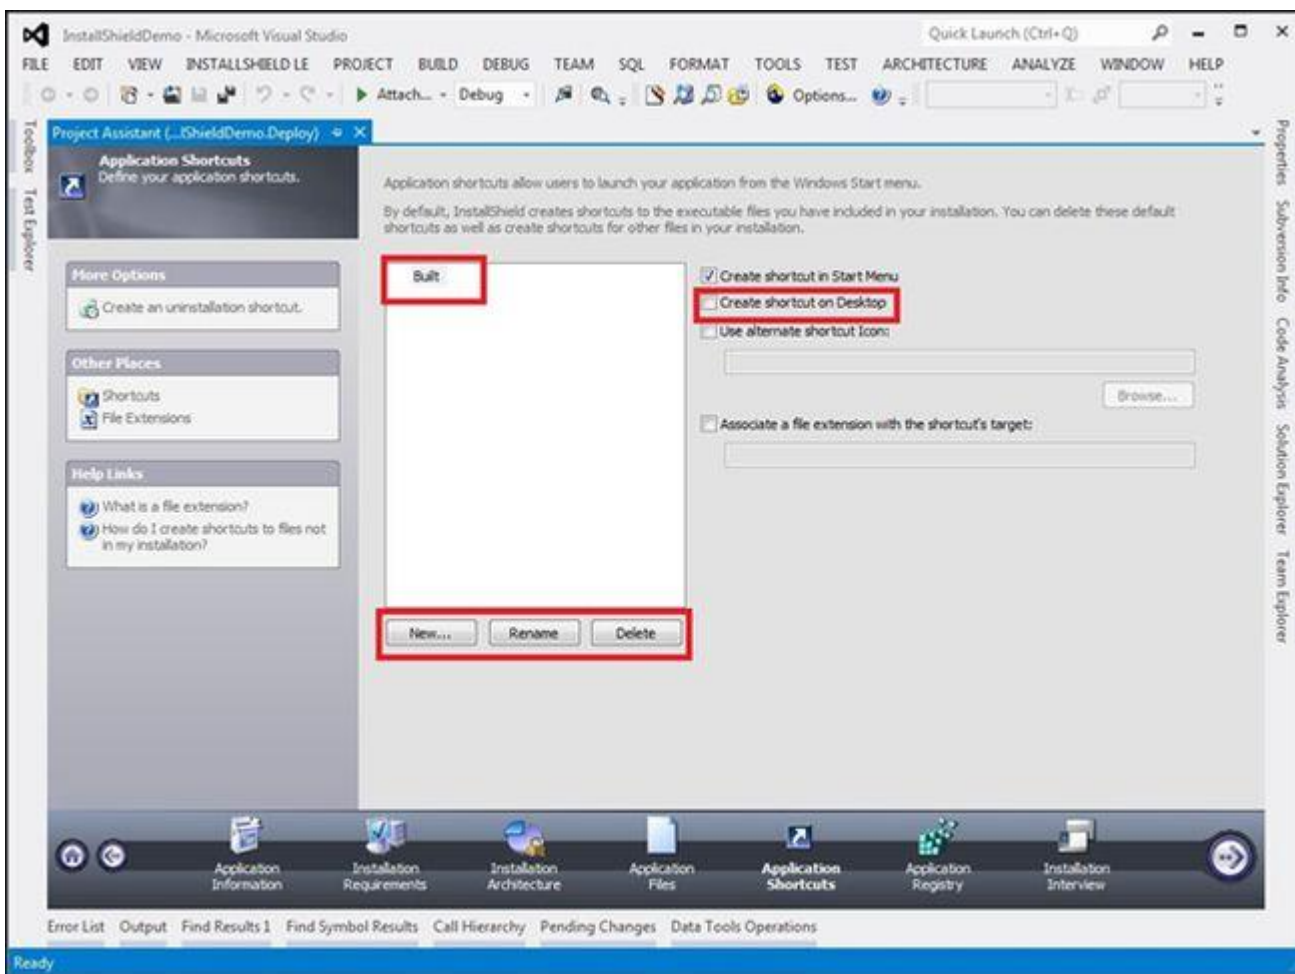 InstallShieldDemo - Microsoft Visual Studio
Quick Launch (Ctrl+Q)
FILE EDIT VIEW INSTALLSHIELD LE PROJECT BUILD DEBUG TEAM SQL FORMAT TOOLS TEST ARCHITECTURE ANALYZE WINDOW HELP
Attach... Debug Options...
Toolbox
Test Explorer
Project Assistant (...lShieldDemo.Deploy)
Application Shortcuts
Define your application shortcuts.
More Options
Create an uninstallation shortcut.
Other Places
Shortcuts
File Extensions
Help Links
What is a file extension?
How do I create shortcuts to files not
in my installation?
Application shortcuts allow users to launch your application from the Windows Start menu.
By default, InstallShield creates shortcuts to the executable files you have included in your installation. You can delete these default
shortcuts as well as create shortcuts for other files in your installation.
Built
Create shortcut in Start Menu
Create shortcut on Desktop
Use alternate shortcut Icon:
Browse...
Associate a file extension with the shortcut's target:
New... Rename Delete
Properties
Subversion Info
Code Analysis
Solution Explorer
Team Explorer
Application
Information
Installation
Requirements
Installation
Architecture
Application
Files
Application
Shortcuts
Application
Registry
Installation
Interview
Error List Output Find Results 1 Find Symbol Results Call Hierarchy Pending Changes Data Tools Operations
Ready